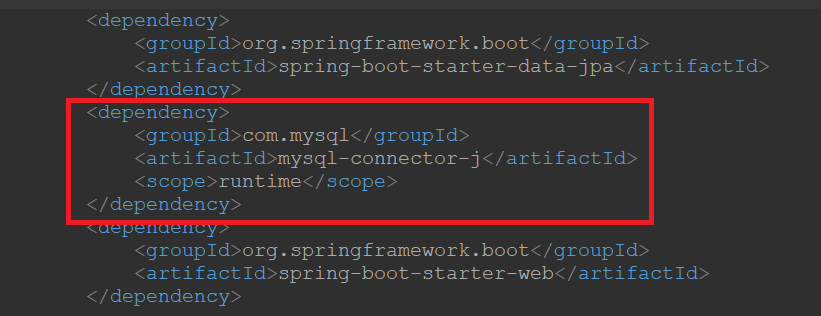 <dependency>
<groupId>org.springframework.boot</groupId>
<artifactId>spring-boot-starter-data-jpa</artifactId>
</dependency>
<dependency>
<groupId>com.mysql</groupId>
<artifactId>mysql-connector-j</artifactId>
<scope>runtime</scope>
</dependency>
<dependency>
<groupId>org.springframework.boot</groupId>
<artifactId>spring-boot-starter-web</artifactId>
</dependency>